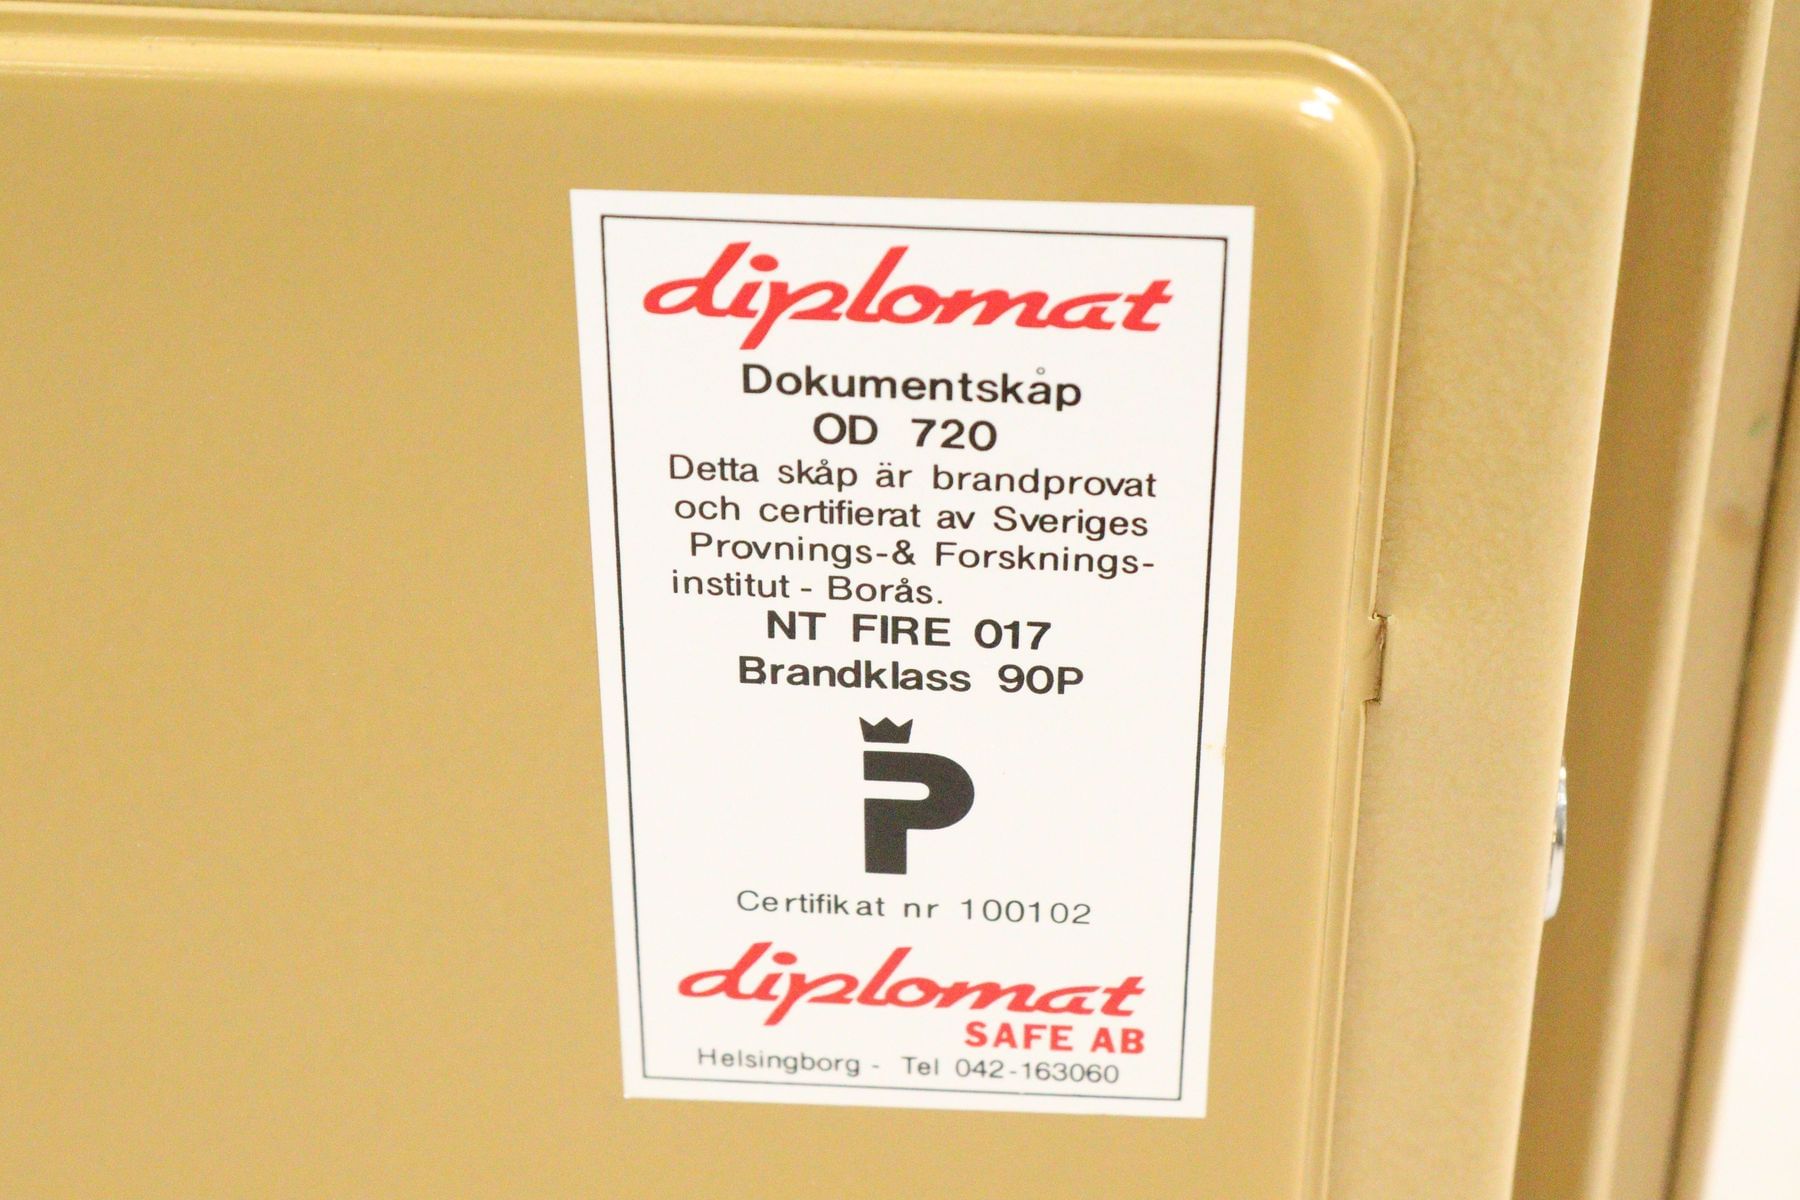 diplomat
Dokumentskåp
OD 720
Detta skåp är brandprovat
och certifierat av Sveriges
Provnings-& Forsknings-
institut - Borås.
NT FIRE 017
Brandklass 90P
P
Certifikat nr 100102
diplomat
SAFE AB
Helsingborg - Tel 042-163060